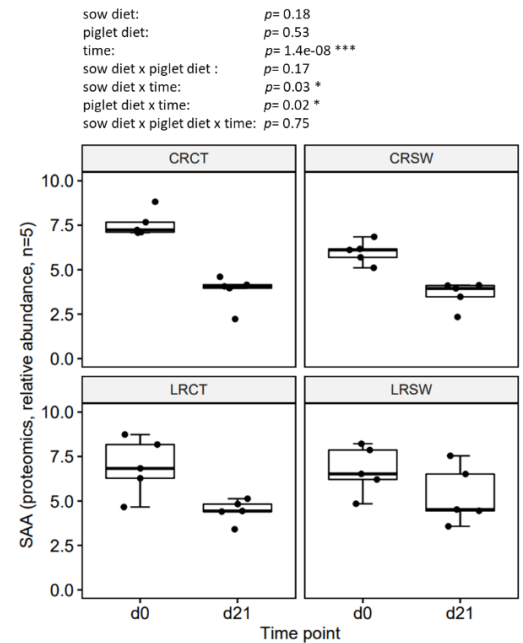 sow diet: p= 0.18
piglet diet: p= 0.53
time: p= 1.4e-08 ***
sow diet x piglet diet : p= 0.17
sow diet x time: p= 0.03 *
piglet diet x time: p= 0.02 *
sow diet x piglet diet x time: p= 0.75
CRCT CRSW
10.0
7.5
5.0
2.5
0.0
LRCT LRSW
10.0
7.5
5.0
2.5
0.0
SAA (proteomics, relative abundance, n=5)
d0 d21 d0 d21
Time point